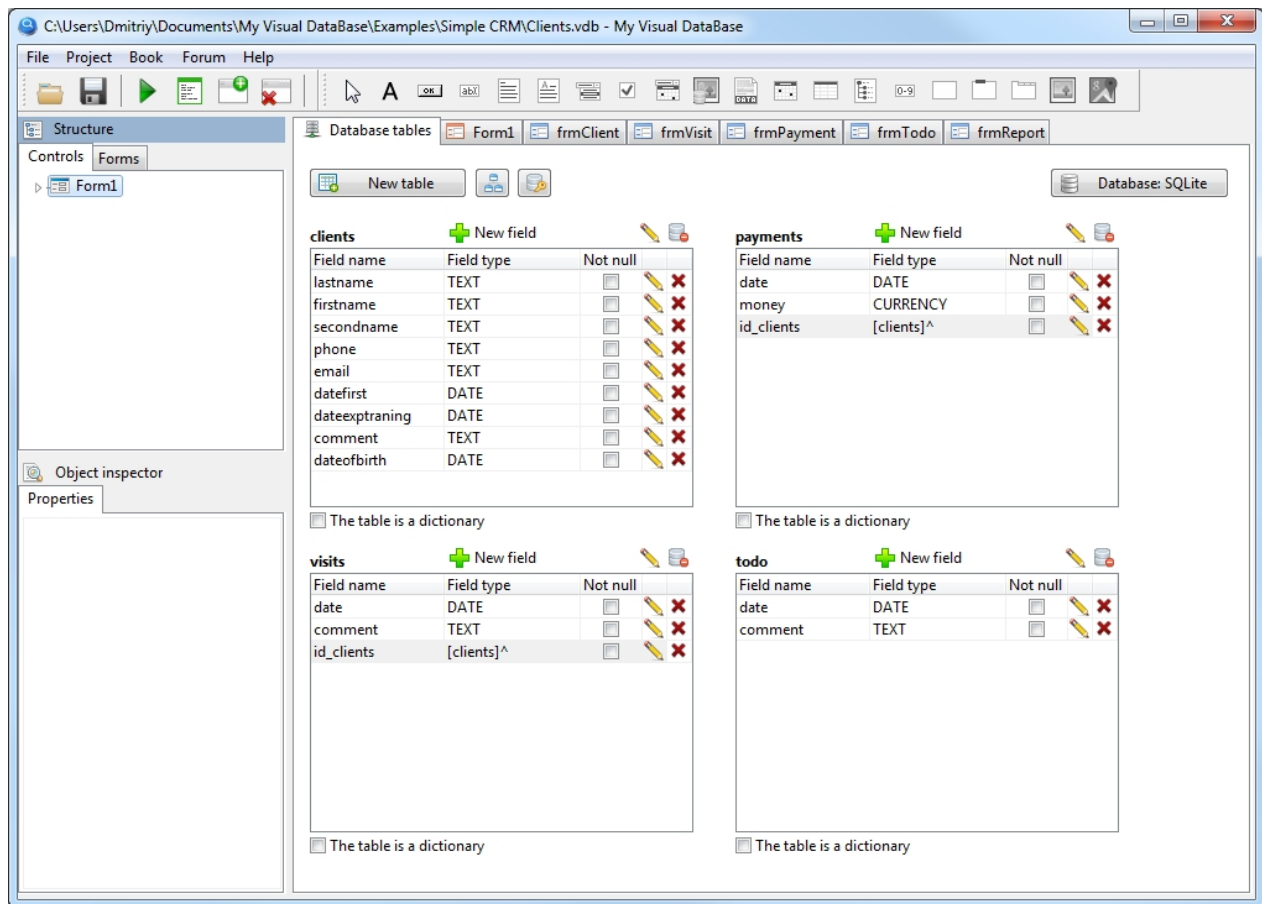 C:\Users\Dmitriy\Documents\My Visual DataBase\Examples\Simple CRM\Clients.vdb - My Visual DataBase
File Project Book Forum Help
A OK abI A DATA 0-9
Structure
Controls Forms
Form1
Database tables Form1 frmClient frmVisit frmPayment frmTodo frmReport
New table Database: SQLite
clients New field
Field name Field type Not null
lastname TEXT
firstname TEXT
secondname TEXT
phone TEXT
email TEXT
datefirst DATE
dateexptraning DATE
comment TEXT
dateofbirth DATE
The table is a dictionary
payments New field
Field name Field type Not null
date DATE
money CURRENCY
id_clients [clients]^
The table is a dictionary
visits New field
Field name Field type Not null
date DATE
comment TEXT
id_clients [clients]^
The table is a dictionary
todo New field
Field name Field type Not null
date DATE
comment TEXT
The table is a dictionary
Object inspector
Properties